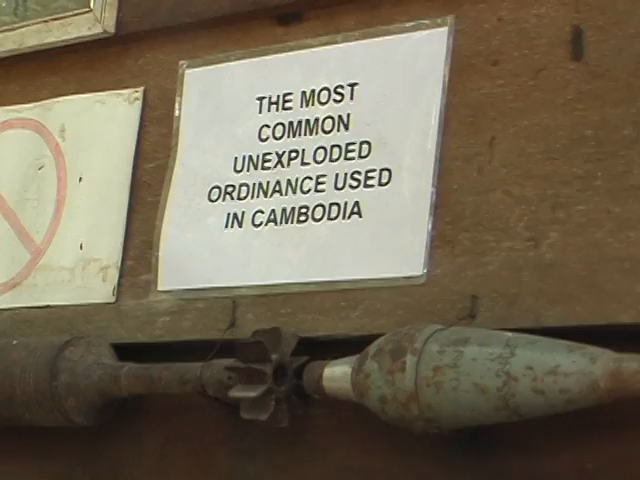 THE MOST
COMMON
UNEXPLODED
ORDINANCE USED
IN CAMBODIA